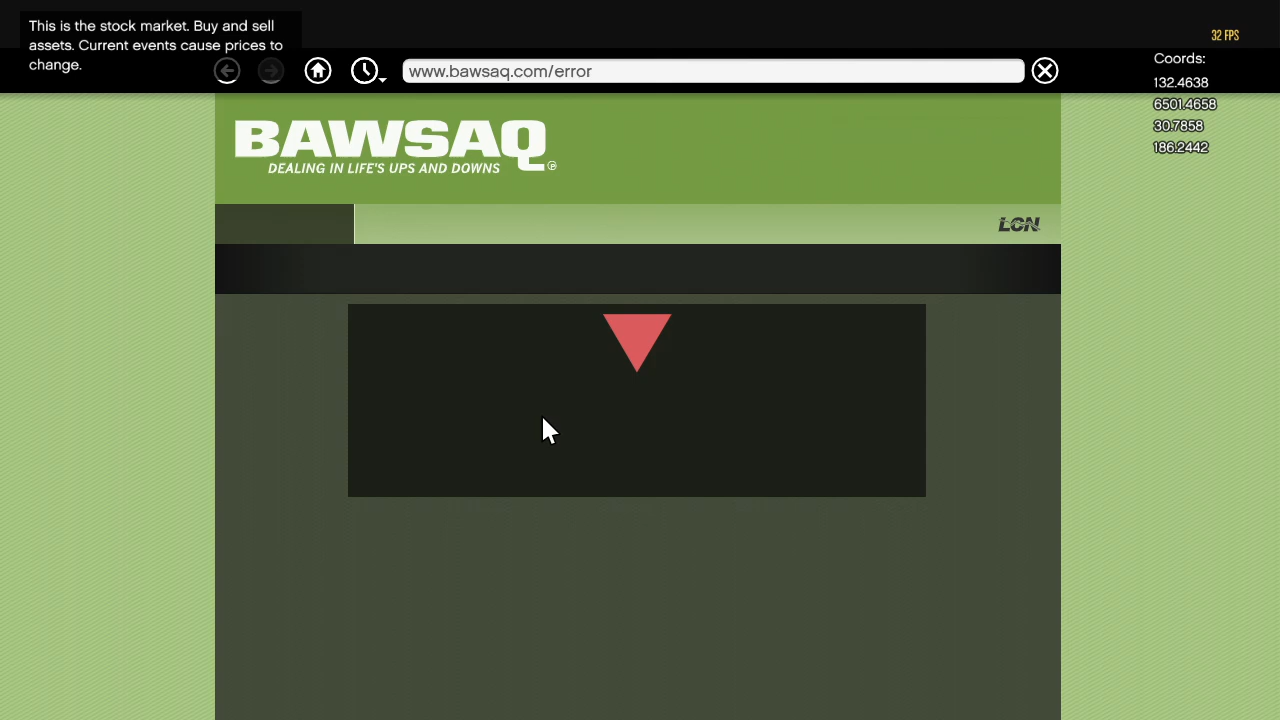 This is the stock market. Buy and sell
assets. Current events cause prices to
change.
32 FPS
Coords:
132.4638
6501.4658
30.7858
186.2442
www.bawsaq.com/error
BAWSAQ
DEALING IN LIFE'S UPS AND DOWNS
LCN